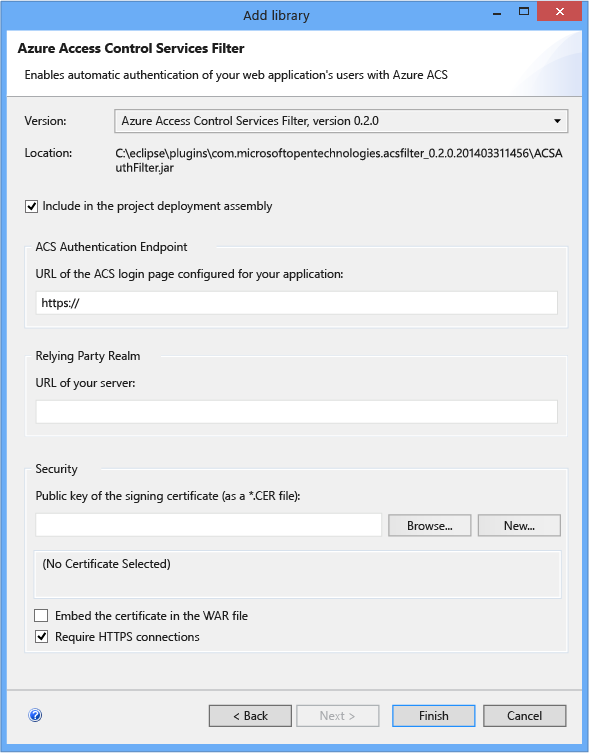 Add library
Azure Access Control Services Filter
Enables automatic authentication of your web application's users with Azure ACS
Version:
Azure Access Control Services Filter, version 0.2.0
Location:
C:\eclipse\plugins\com.microsoftopentechnologies.acsfilter_0.2.0.201403311456\ACSA
uthFilter.jar
Include in the project deployment assembly
ACS Authentication Endpoint
URL of the ACS login page configured for your application:
https://
Relying Party Realm
URL of your server:
Security
Public key of the signing certificate (as a *.CER file):
Browse...
New...
(No Certificate Selected)
Embed the certificate in the WAR file
Require HTTPS connections
?
< Back
Next >
Finish
Cancel